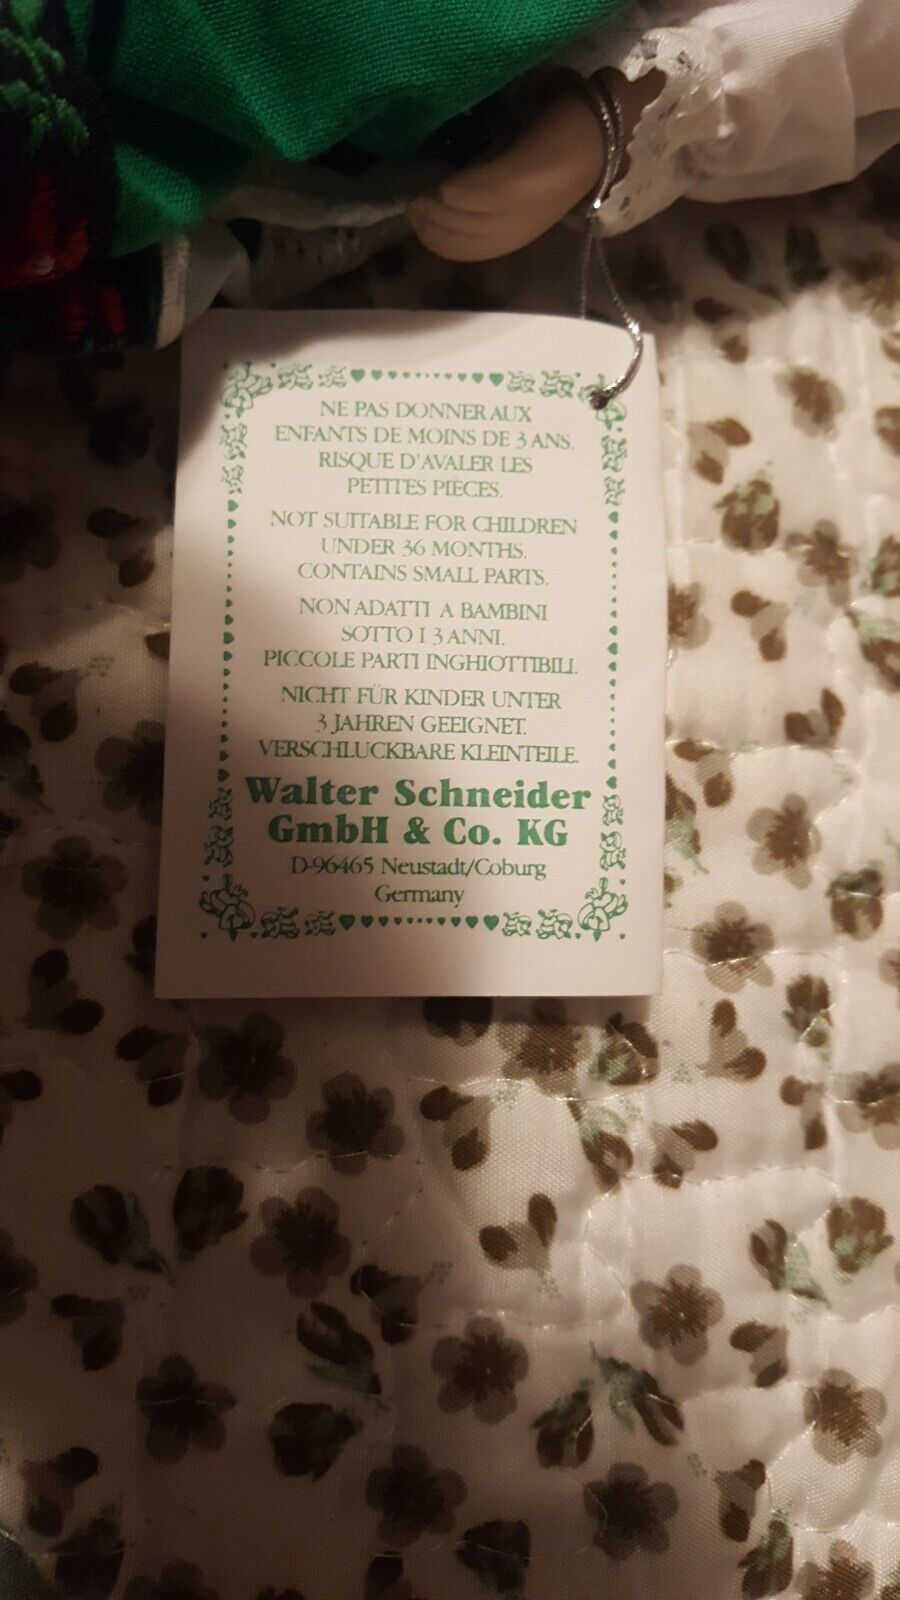 NE PAS DONNER AUX
ENFANTS DE MOINS DE 3 ANS.
RISQUE D'AVALER LES
PETITES PIÈCES.
NOT SUITABLE FOR CHILDREN
UNDER 36 MONTHS.
CONTAINS SMALL PARTS.
NON ADATTI A BAMBINI
SOTTO I 3 ANNI.
PICCOLE PARTI INGHIOTTIBILI.
NICHT FÜR KINDER UNTER
3 JAHREN GEEIGNET.
VERSCHLUCKBARE KLEINTEILE.
Walter Schneider
GmbH & Co. KG
D-96465 Neustadt/Coburg
Germany